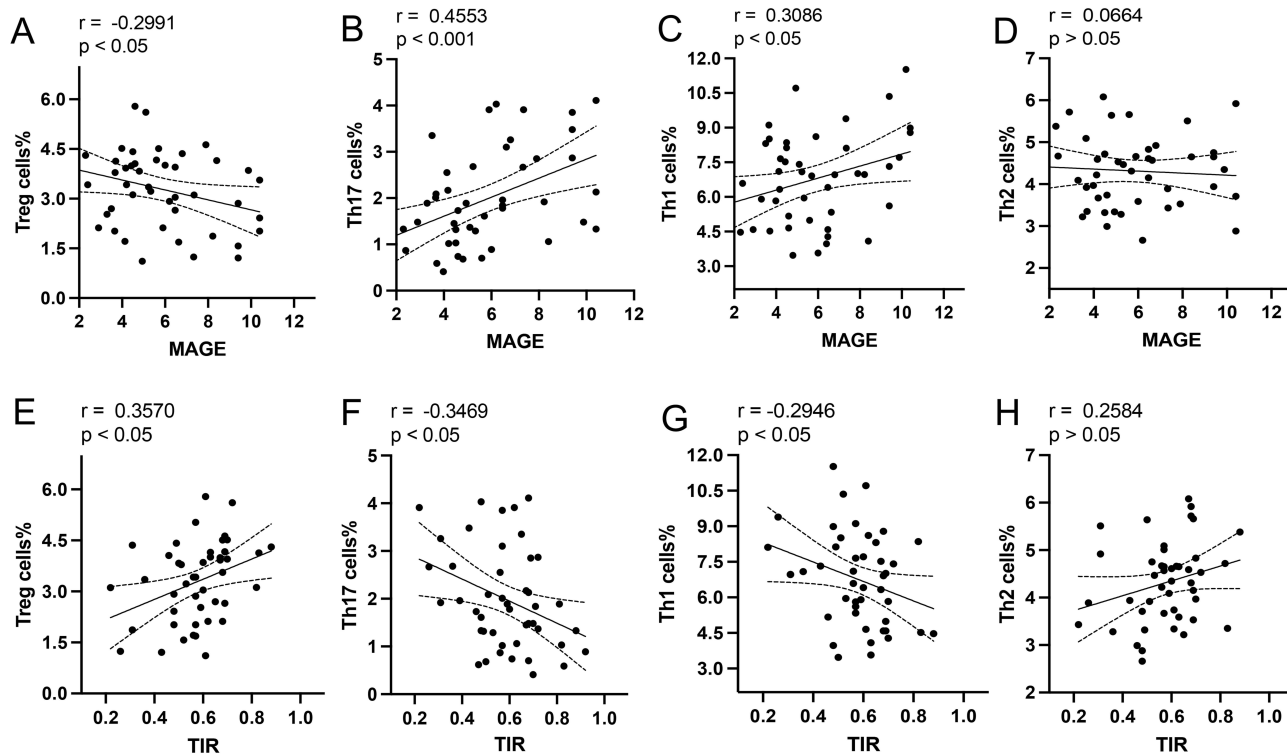 A
r = -0.2991
p < 0.05
Treg cells%
6.0
4.5
3.0
1.5
0.0
2 4 6 8 10 12
MAGE
B
r = 0.4553
p < 0.001
Th17 cells%
5
4
3
2
1
0
2 4 6 8 10 12
MAGE
C
r = 0.3086
p < 0.05
Th1 cells%
12.0
10.5
9.0
7.5
6.0
4.5
3.0
2 4 6 8 10 12
MAGE
D
r = 0.0664
p > 0.05
Th2 cells%
7
6
5
4
3
2
2 4 6 8 10 12
MAGE
E
r = 0.3570
p < 0.05
Treg cells%
6.0
4.5
3.0
1.5
0.0
0.2 0.4 0.6 0.8 1.0
TIR
F
r = -0.3469
p < 0.05
Th17 cells%
5
4
3
2
1
0
0.2 0.4 0.6 0.8 1.0
TIR
G
r = -0.2946
p < 0.05
Th1 cells%
12.0
10.5
9.0
7.5
6.0
4.5
3.0
0.2 0.4 0.6 0.8 1.0
TIR
H
r = 0.2584
p > 0.05
Th2 cells%
7
6
5
4
3
2
0.2 0.4 0.6 0.8 1.0
TIR